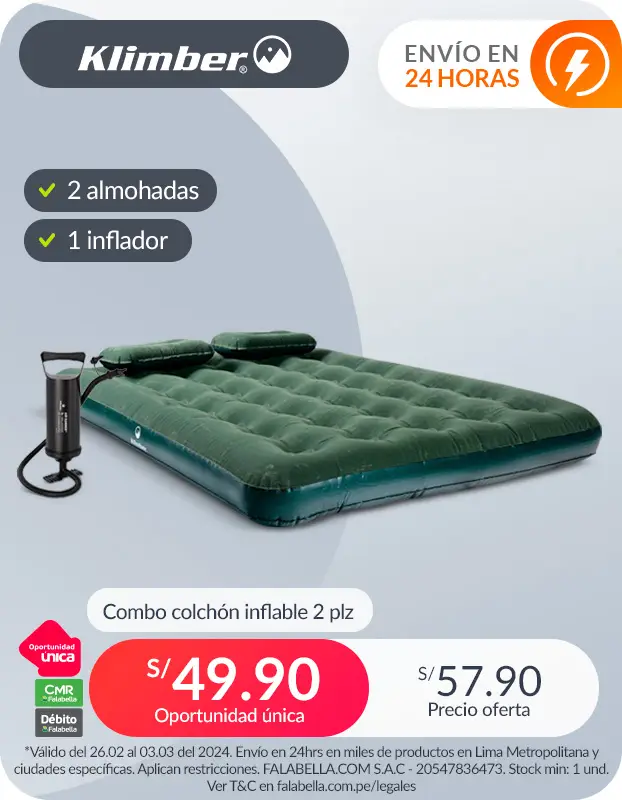 Klimber®
ENVÍO EN
24 HORAS
2 almohadas
1 inflador
Klimber
Combo colchón inflable 2 plz
Oportunidad
única
CMR
Falabella
Débito
Falabella
S/49.90
Oportunidad única
S/57.90
Precio oferta
*Válido del 26.02 al 03.03 del 2024. Envío en 24hrs en miles de productos en Lima Metropolitana y
ciudades específicas. Aplican restricciones. FALABELLA.COM S.A.C - 20547836473. Stock min: 1 und.
Ver T&C en falabella.com.pe/legales